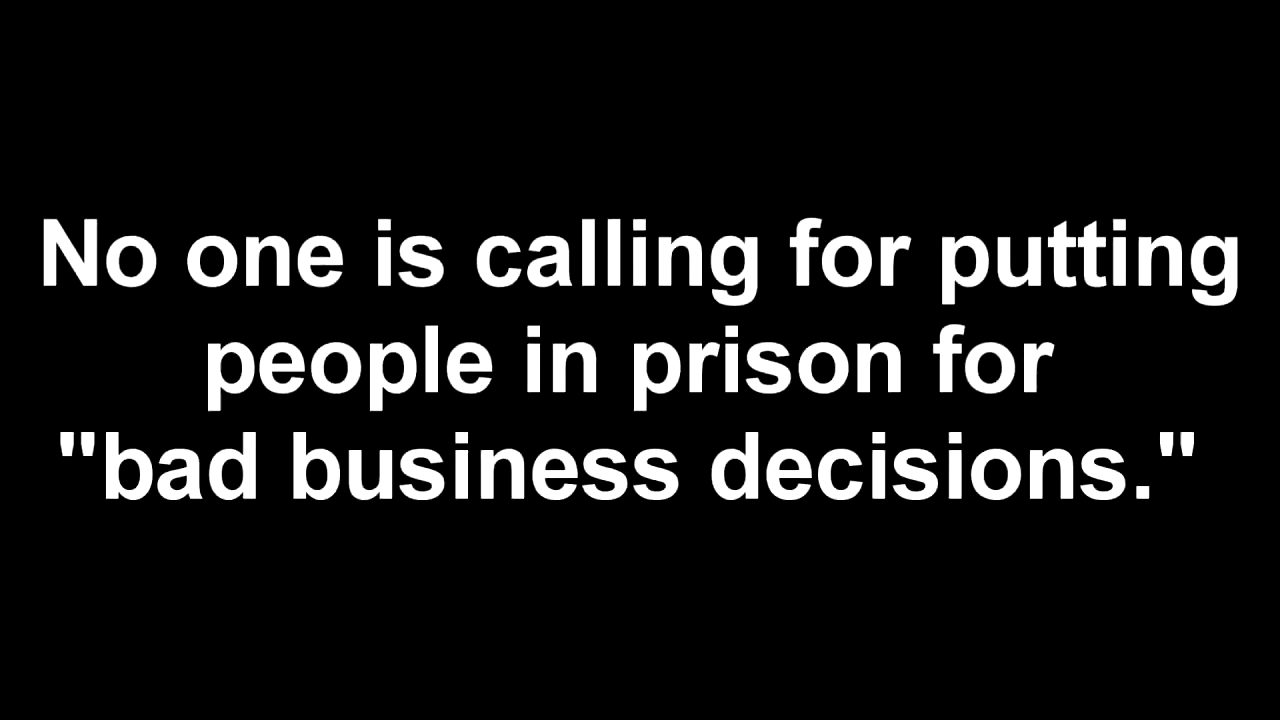 No one is calling for putting
people in prison for
"bad business decisions."